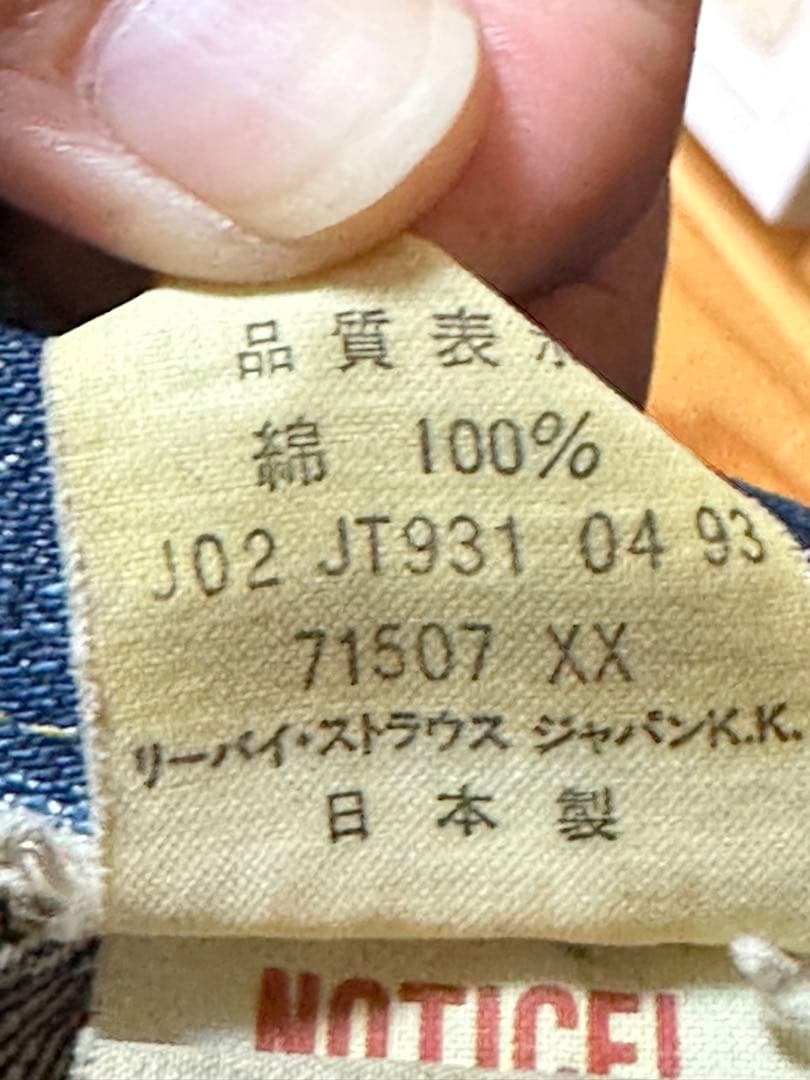 品質表示
綿 100%
J02 JT931 04 93
71507 XX
リーバイ・ストラウス ジャパンK.K.
日本製
NOTICE!